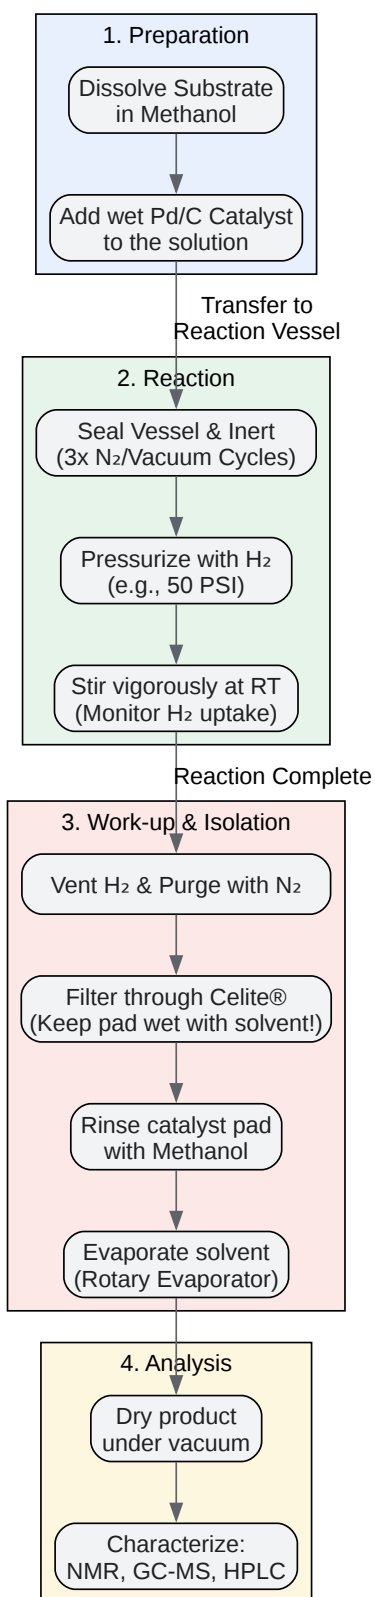 1. Preparation
Dissolve Substrate
in Methanol
Add wet Pd/C Catalyst
to the solution
Transfer to
Reaction Vessel
2. Reaction
Seal Vessel & Inert
(3x N₂/Vacuum Cycles)
Pressurize with H₂
(e.g., 50 PSI)
Stir vigorously at RT
(Monitor H₂ uptake)
Reaction Complete
3. Work-up & Isolation
Vent H₂ & Purge with N₂
Filter through Celite®
(Keep pad wet with solvent!)
Rinse catalyst pad
with Methanol
Evaporate solvent
(Rotary Evaporator)
4. Analysis
Dry product
under vacuum
Characterize:
NMR, GC-MS, HPLC